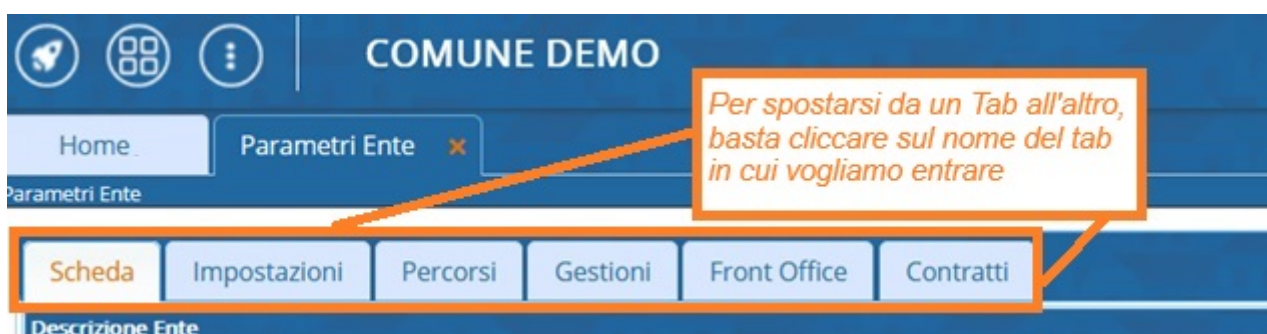 COMUNE DEMO
Per spostarsi da un Tab all'altro,
basta cliccare sul nome del tab
in cui vogliamo entrare
Home
Parametri Ente ×
Parametri Ente
Scheda Impostazioni Percorsi Gestioni Front Office Contratti
Descrizione Ente